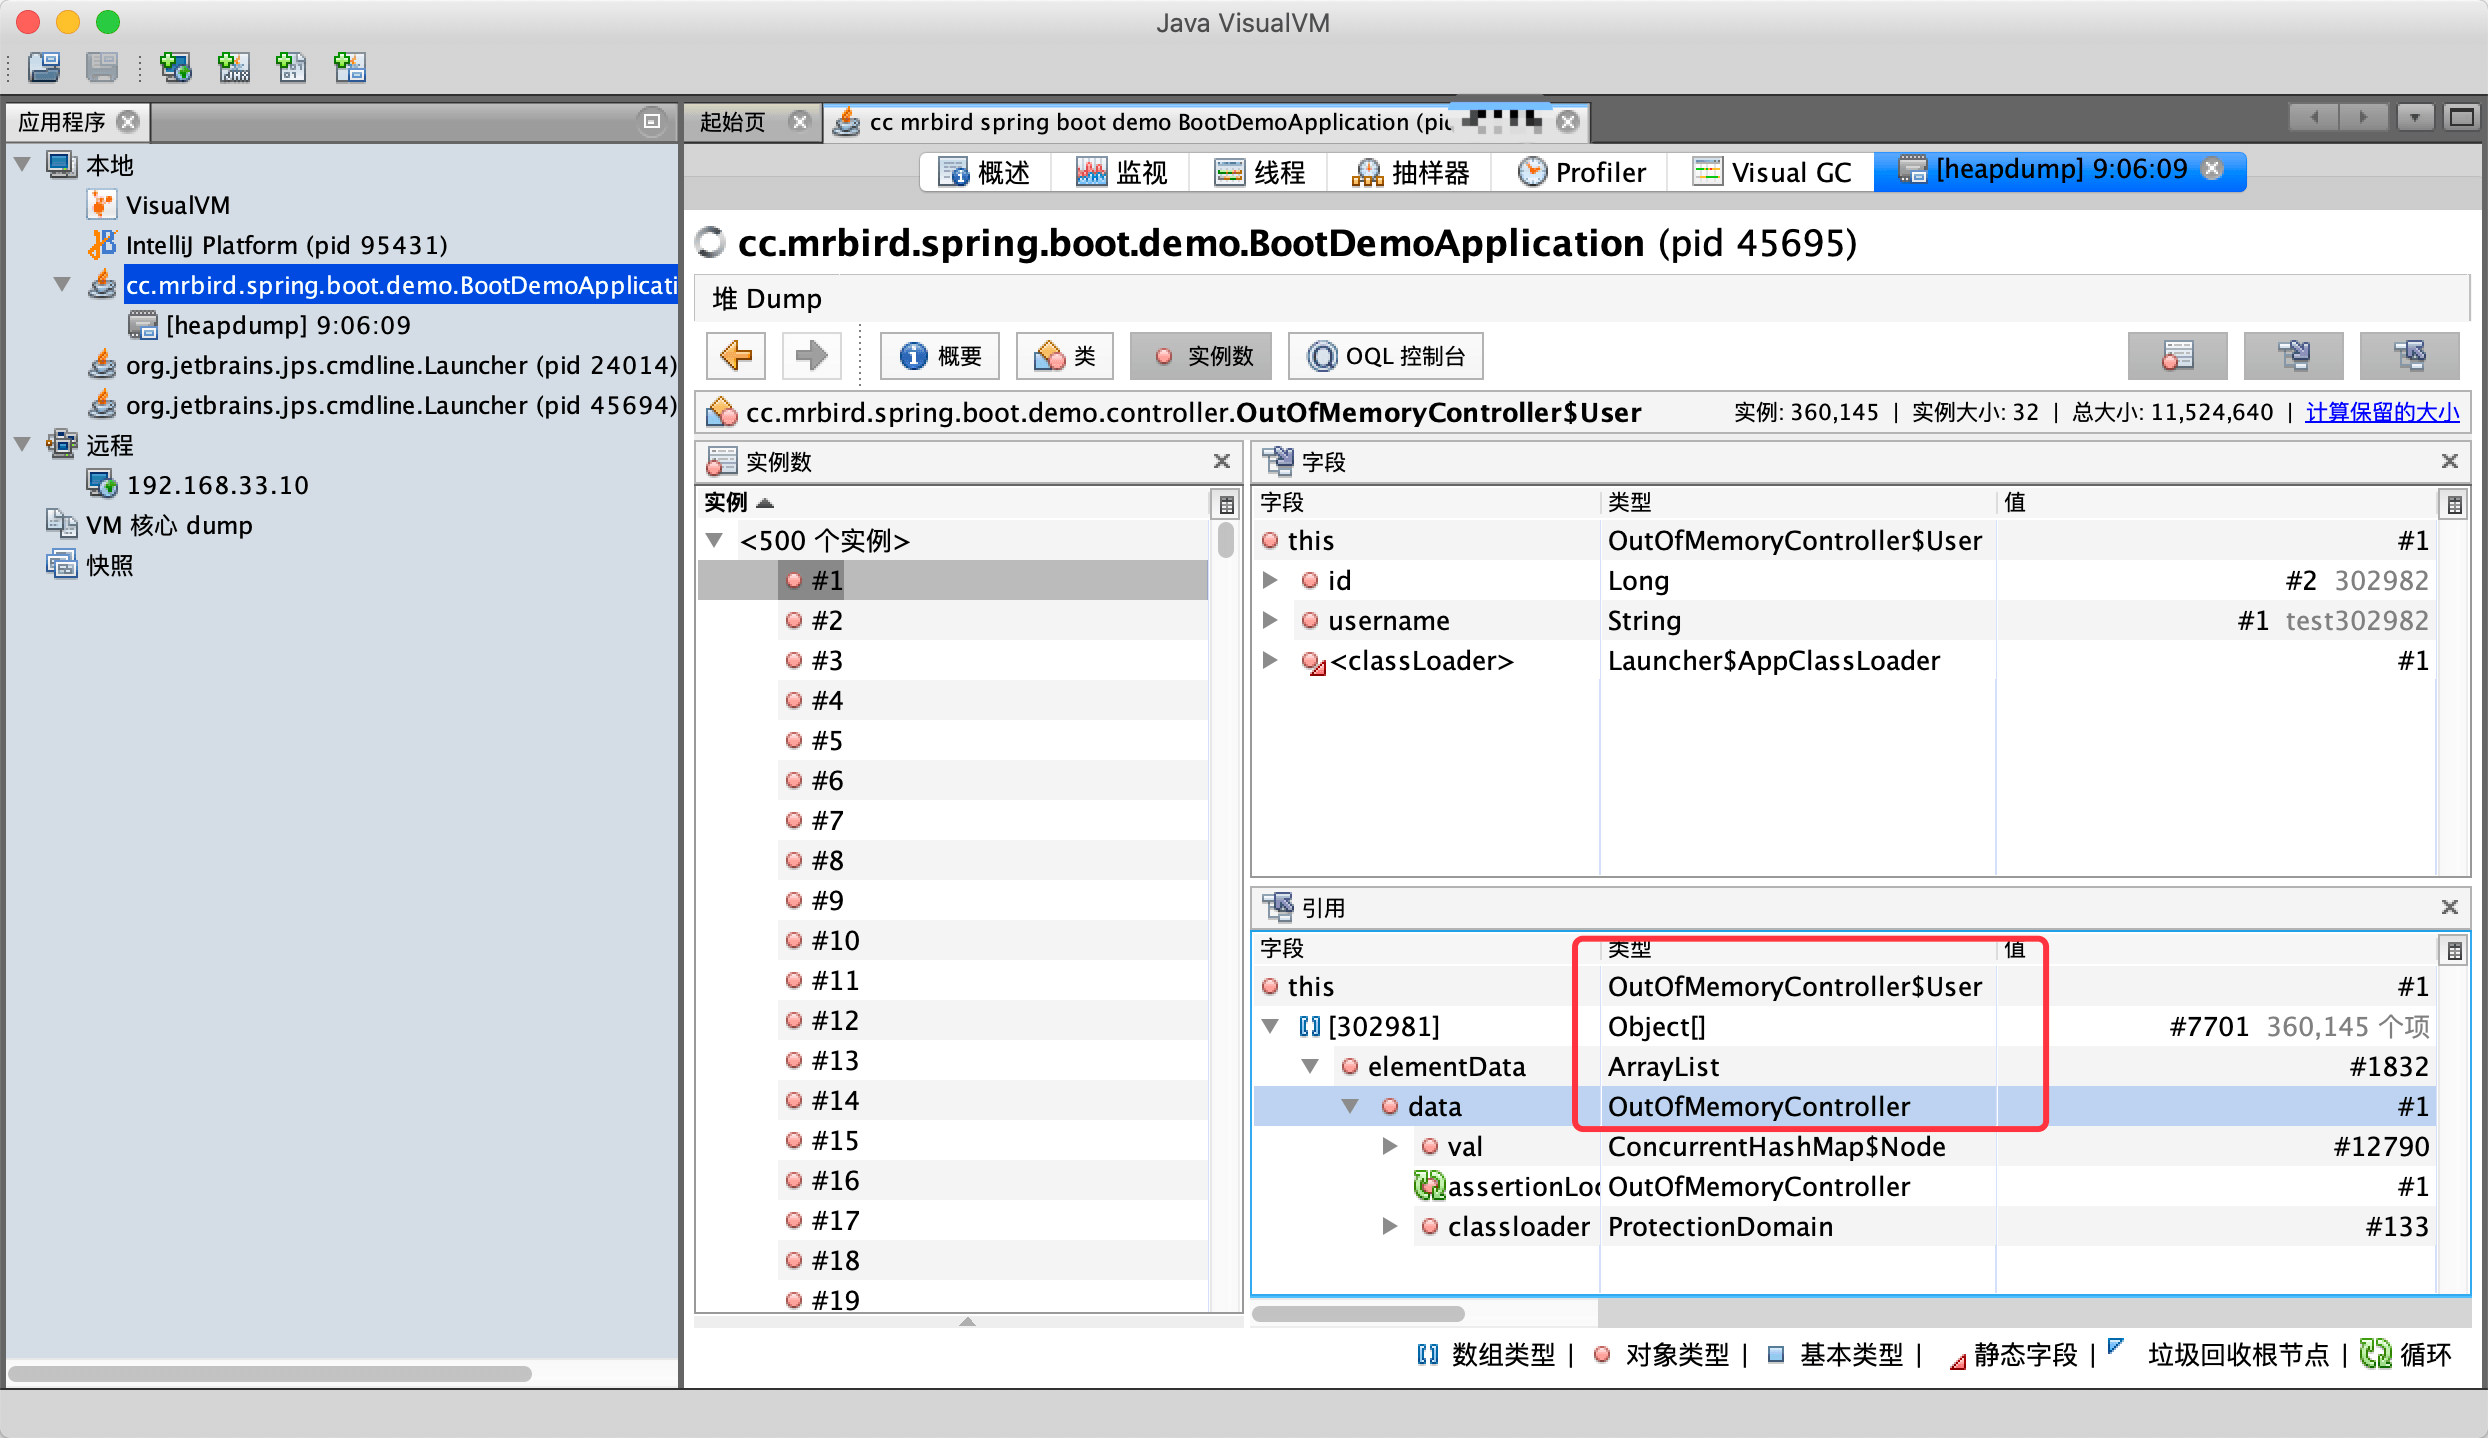 Java VisualVM
应用程序
本地
VisualVM
IntelliJ Platform (pid 95431)
cc.mrbird.spring.boot.demo.BootDemoApplicati
[heapdump] 9:06:09
org.jetbrains.jps.cmdline.Launcher (pid 24014)
org.jetbrains.jps.cmdline.Launcher (pid 45694)
远程
192.168.33.10
VM 核心 dump
快照
起始页
cc mrbird spring boot demo BootDemoApplication (pid
概述 监视 线程 抽样器 Profiler Visual GC [heapdump] 9:06:09
cc.mrbird.spring.boot.demo.BootDemoApplication (pid 45695)
堆 Dump
概要 类 实例数 OQL 控制台
cc.mrbird.spring.boot.demo.controller.OutOfMemoryController$User 实例: 360,145 | 实例大小: 32 | 总大小: 11,524,640 | 计算保留的大小
实例数
实例
<500 个实例>
#1
#2
#3
#4
#5
#6
#7
#8
#9
#10
#11
#12
#13
#14
#15
#16
#17
#18
#19
字段
字段 类型 值
this OutOfMemoryController$User #1
id Long #2 302982
username String #1 test302982
<classLoader> Launcher$AppClassLoader #1
引用
字段 类型 值
this OutOfMemoryController$User #1
[302981] Object[] #7701 360,145 个项
elementData ArrayList #1832
data OutOfMemoryController #1
val ConcurrentHashMap$Node #12790
assertionLoc OutOfMemoryController #1
classloader ProtectionDomain #133
数组类型 | 对象类型 | 基本类型 | 静态字段 | 垃圾回收根节点 | 循环